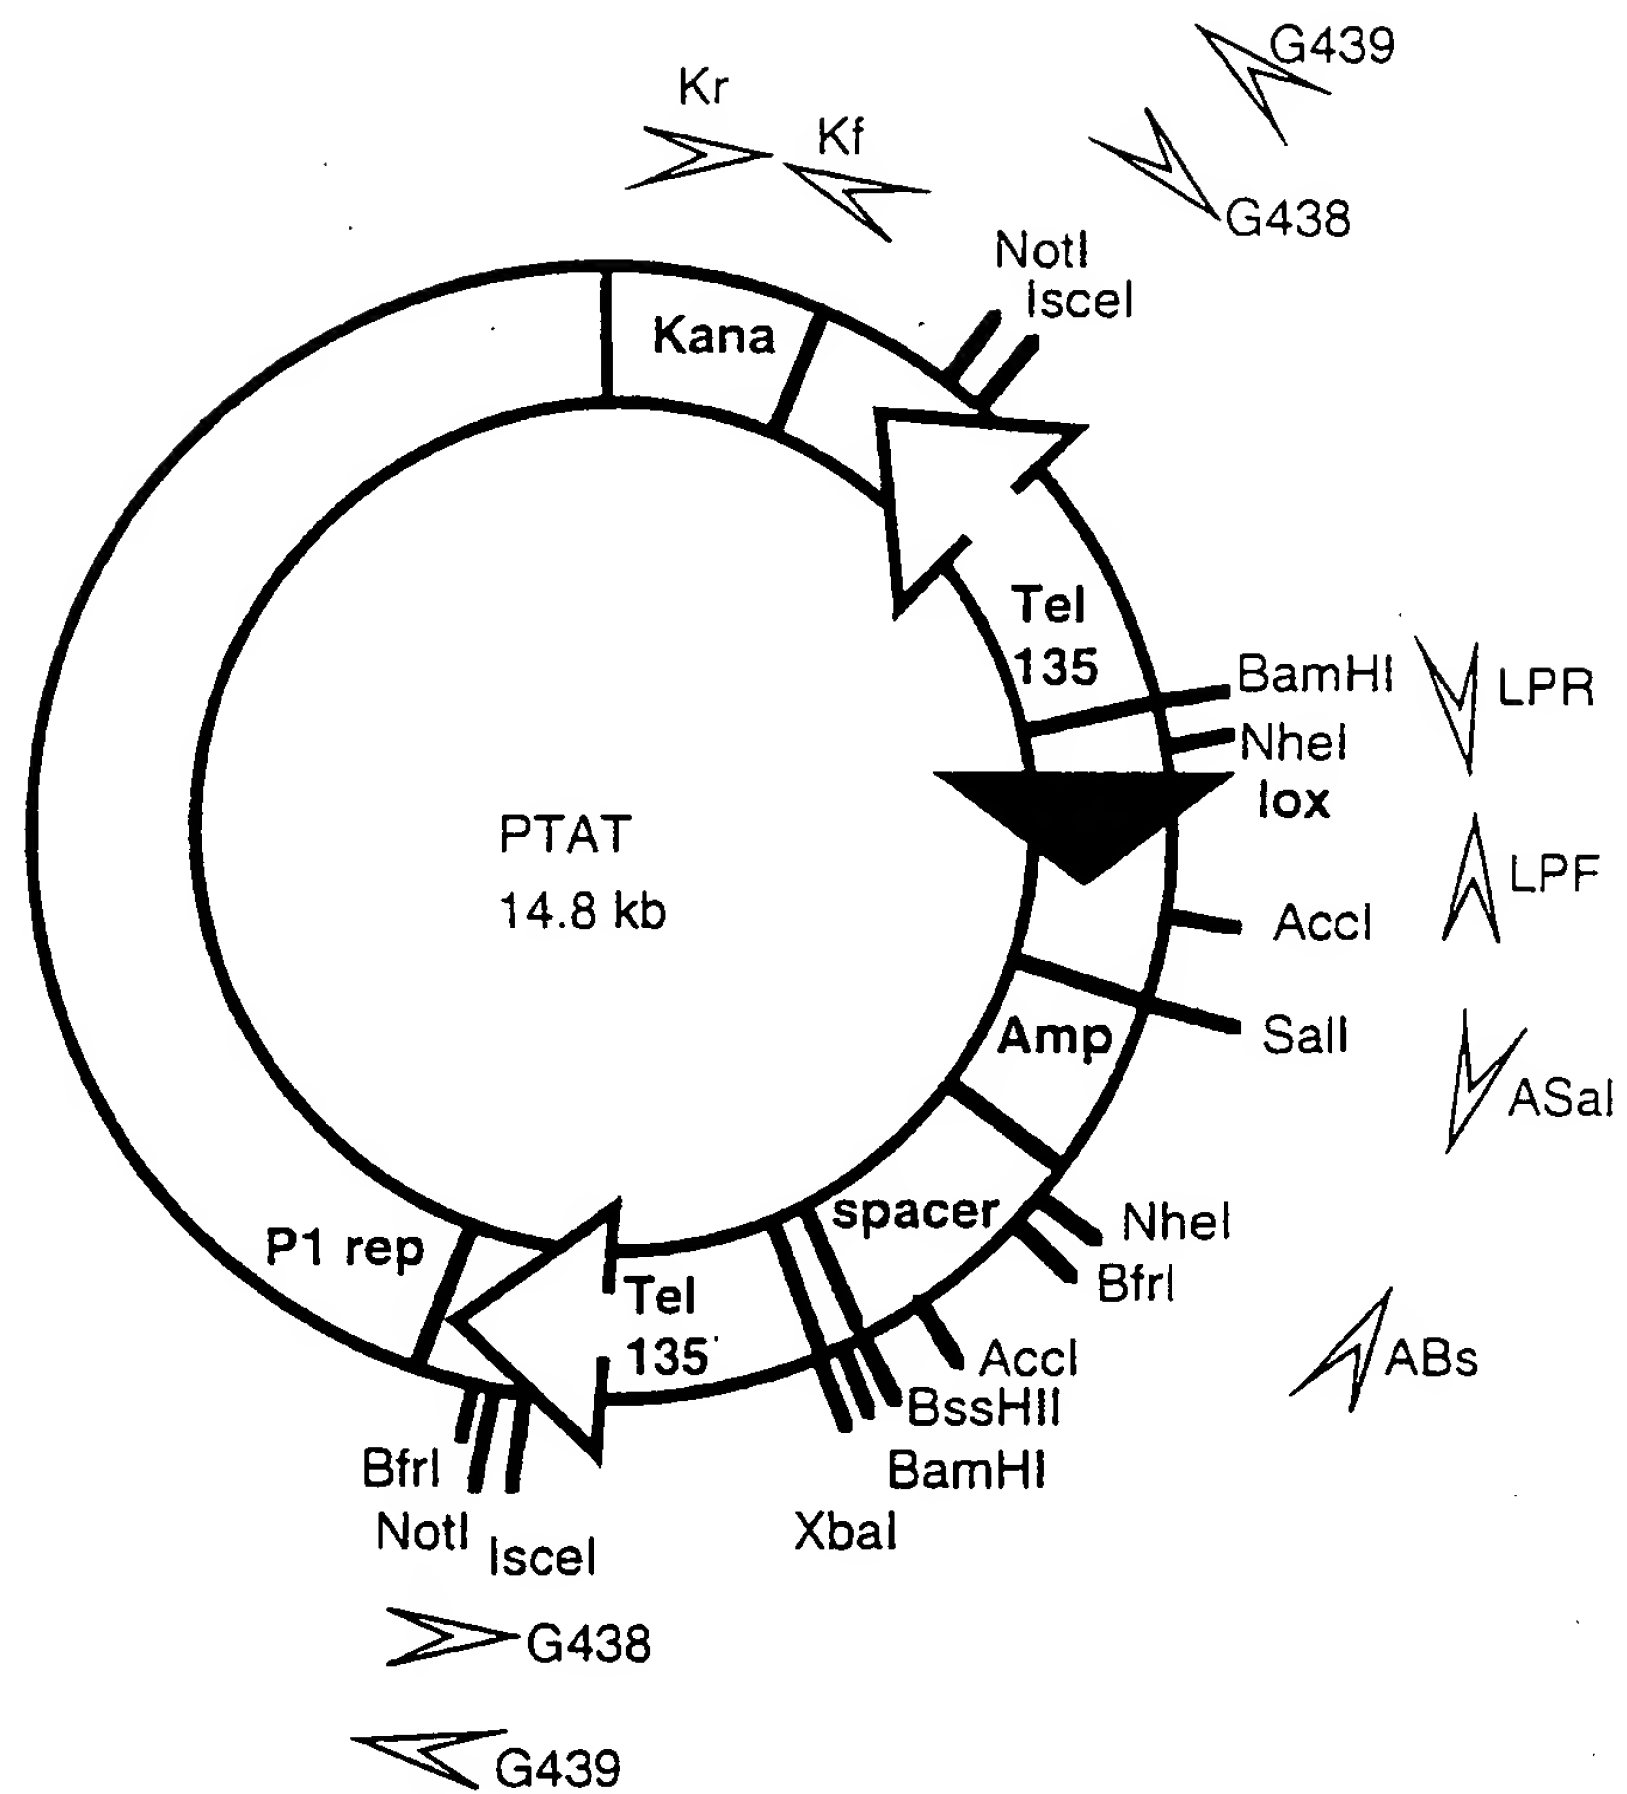 G439
Kr
Kf
G438
NotI
IsceI
Kana
Tel
135
BamHI
LPR
NheI
lox
PTAT
14.8 kb
LPF
AccI
SalI
Amp
ASal
spacer
NheI
P1 rep
BfrI
Tel
135
AccI
ABs
BssHII
BfrI
BamHI
NotI
XbaI
IsceI
G438
G439